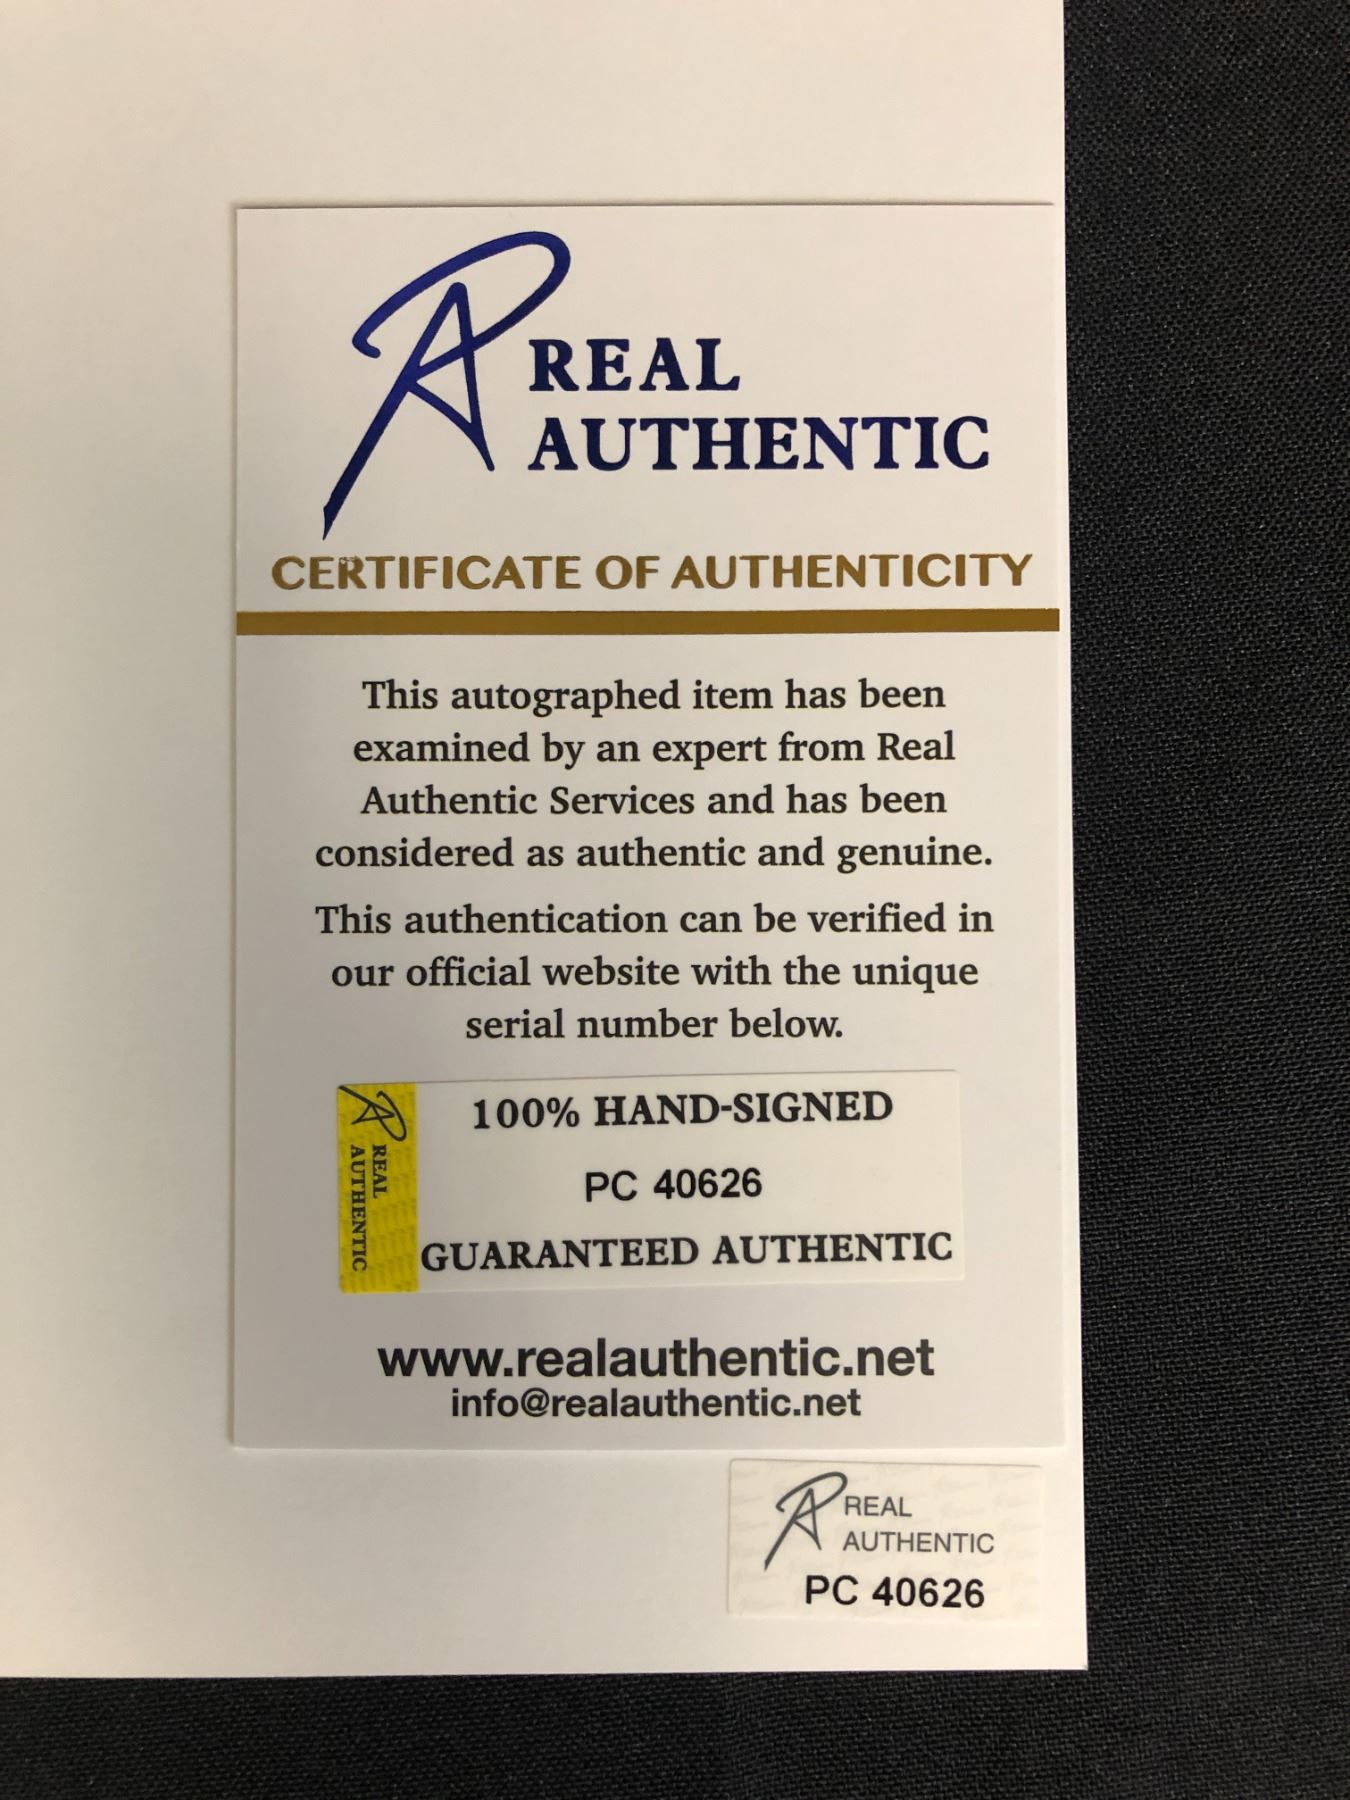 REAL
AUTHENTIC
CERTIFICATE OF AUTHENTICITY
This autographed item has been
examined by an expert from Real
Authentic Services and has been
considered as authentic and genuine.
This authentication can be verified in
our official website with the unique
serial number below.
REAL
AUTHENTIC
100% HAND-SIGNED
PC 40626
GUARANTEED AUTHENTIC
www.realauthentic.net
info@realauthentic.net
REAL
AUTHENTIC
PC 40626